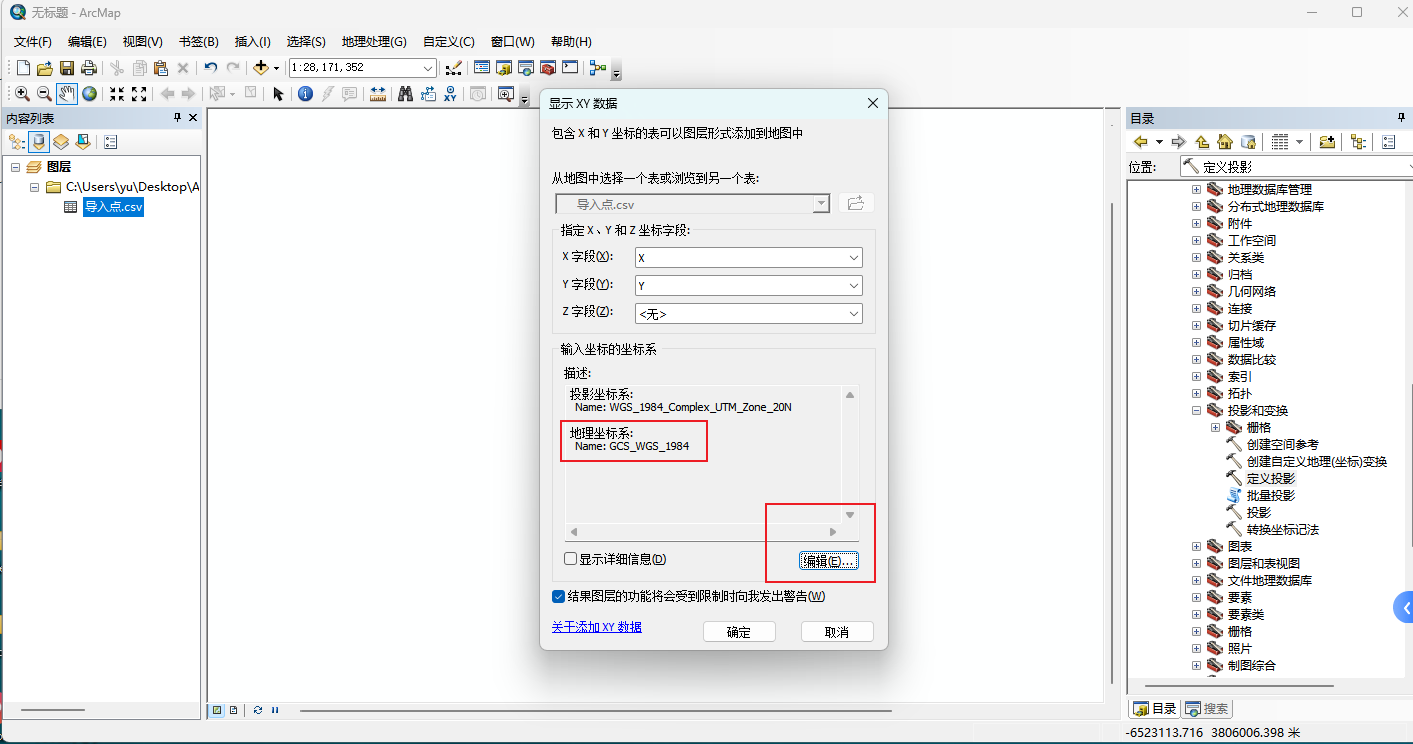 无标题 - ArcMap
文件(F) 编辑(E) 视图(V) 书签(B) 插入(I) 选择(S) 地理处理(G) 自定义(C) 窗口(W) 帮助(H)
1:28,171,352
内容列表
图层
C:\Users\yu\Desktop\A
导入点.csv
显示 XY 数据
包含 X 和 Y 坐标的表可以图层形式添加到地图中
从地图中选择一个表或浏览到另一个表:
导入点.csv
指定 X、Y 和 Z 坐标字段:
X 字段(X): X
Y 字段(Y): Y
Z 字段(Z): <无>
输入坐标的坐标系
描述:
投影坐标系:
Name: WGS_1984_Complex_UTM_Zone_20N
地理坐标系:
Name: GCS_WGS_1984
显示详细信息(D) 编辑(E)...
结果图层的功能将会受到限制时向我发出警告(W)
关于添加 XY 数据 确定 取消
目录
位置: 定义投影
地理数据库管理
分布式地理数据库
附件
工作空间
关系类
归档
几何网络
连接
切片缓存
属性域
数据比较
索引
拓扑
投影和变换
栅格
创建空间参考
创建自定义地理(坐标)变换
定义投影
批量投影
投影
转换坐标记法
图表
图层和表视图
文件地理数据库
要素
要素类
栅格
照片
制图综合
目录 搜索
-6523113.716 3806006.398 米